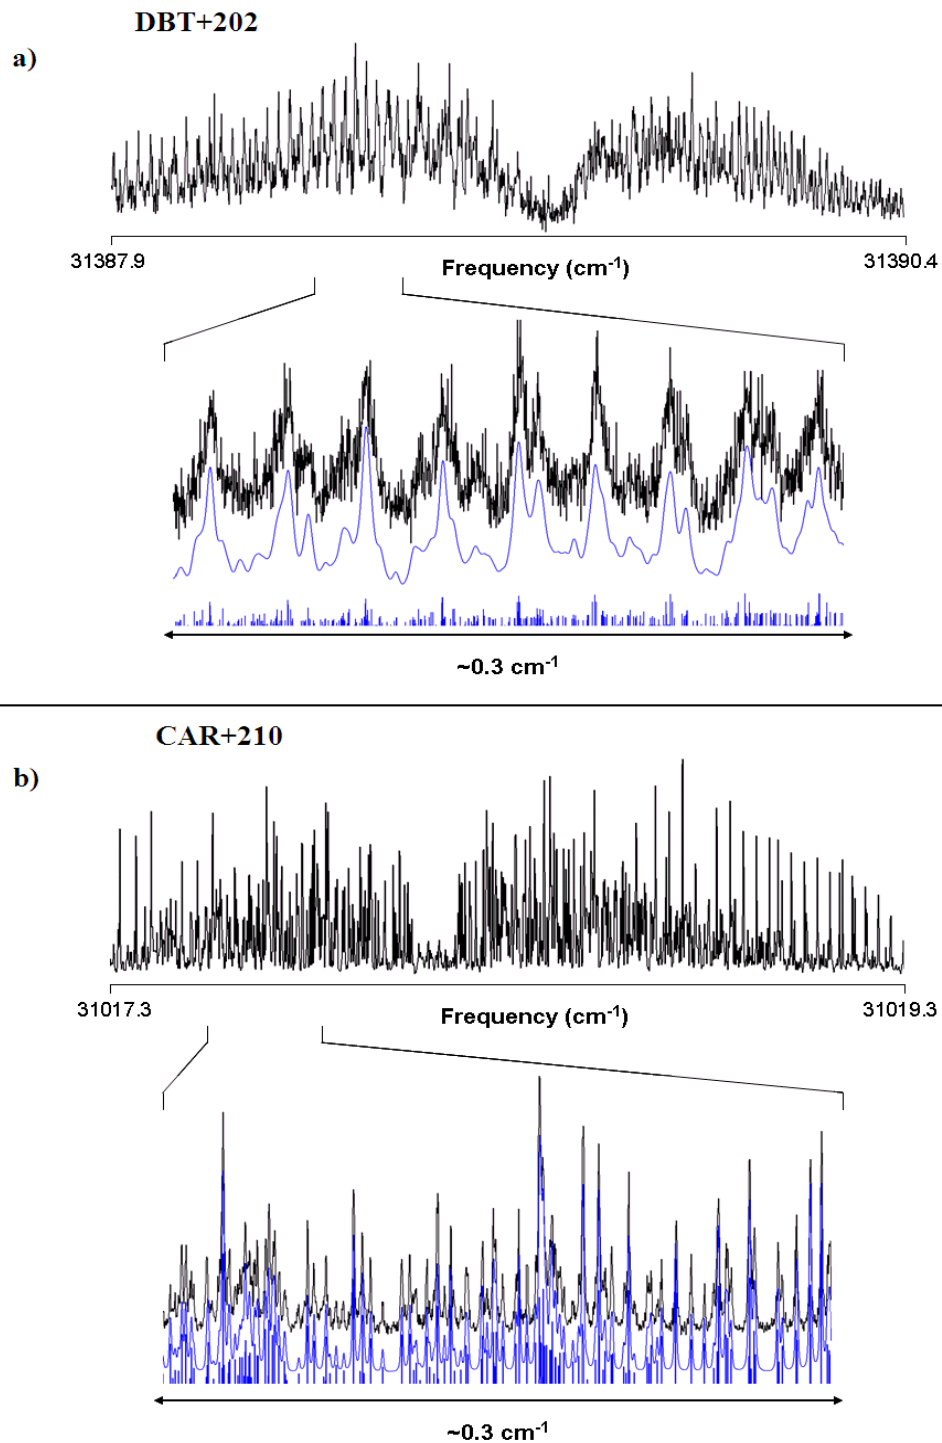 DBT+202
a)
31387.9
Frequency (cm-1)
31390.4
~0.3 cm-1
CAR+210
b)
31017.3
Frequency (cm-1)
31019.3
~0.3 cm-1